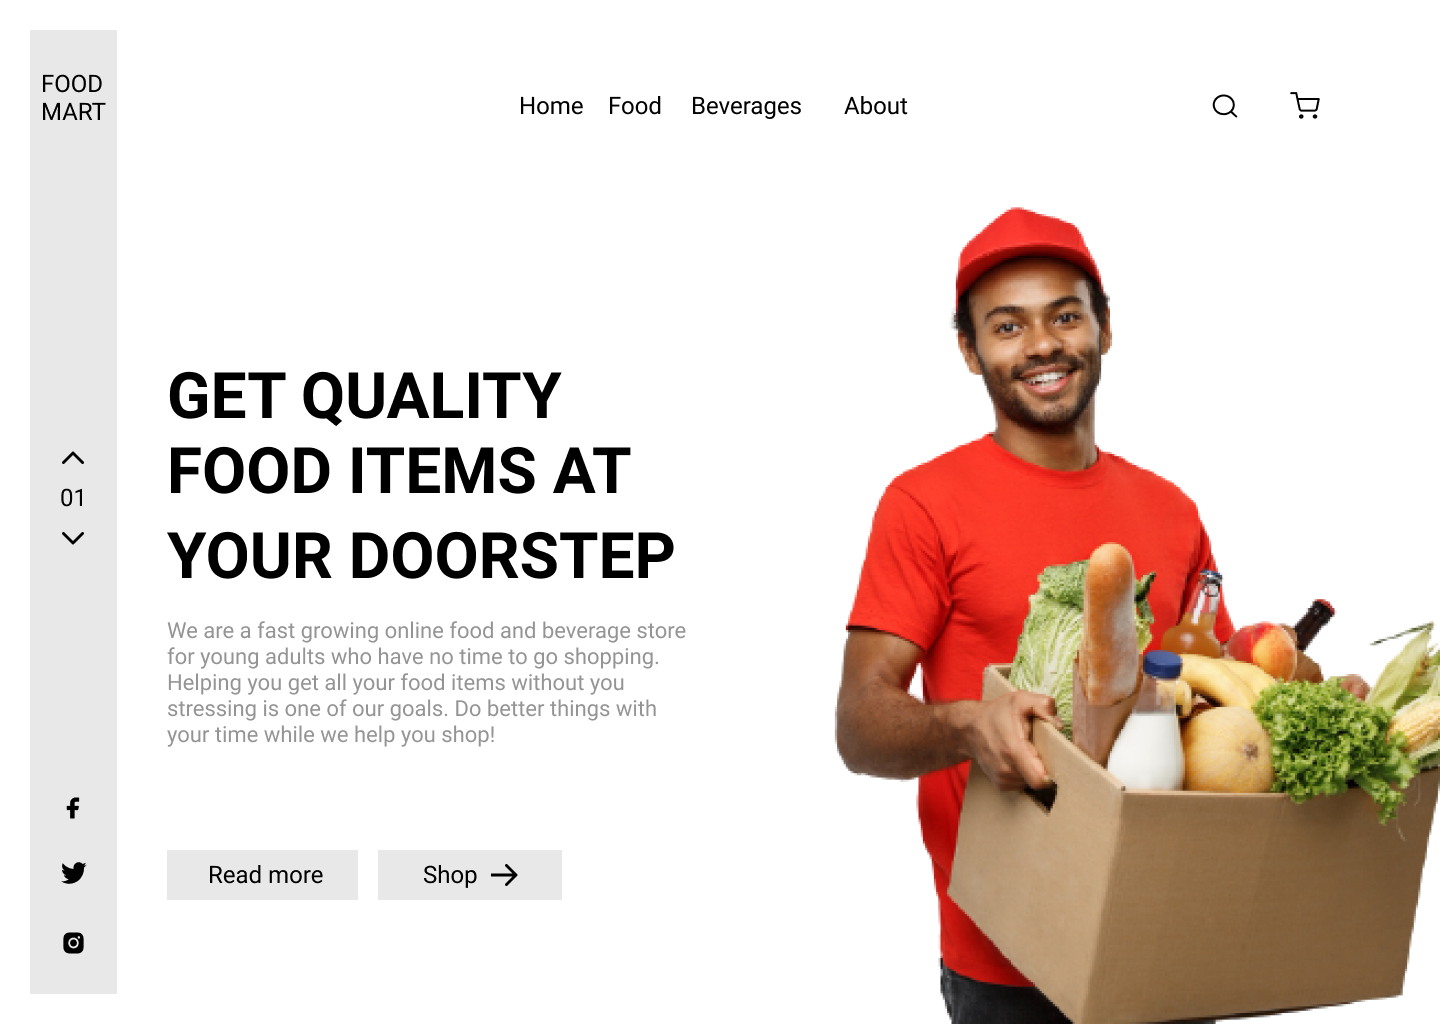 FOOD
MART
Home Food Beverages About
GET QUALITY
FOOD ITEMS AT
YOUR DOORSTEP
01
We are a fast growing online food and beverage store
for young adults who have no time to go shopping.
Helping you get all your food items without you
stressing is one of our goals. Do better things with
your time while we help you shop!
Read more
Shop